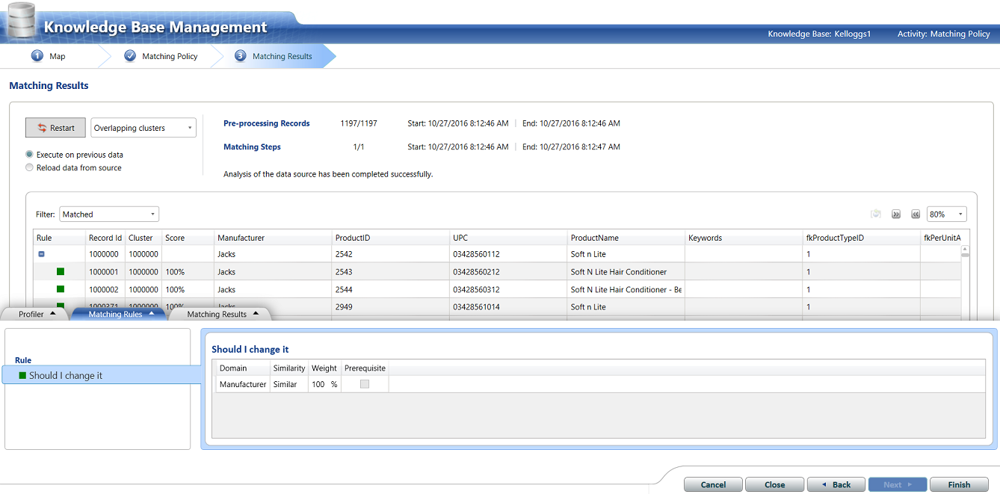 Knowledge Base Management
Knowledge Base: Kelloggs1 Activity: Matching Policy
1 Map Matching Policy 3 Matching Results
Matching Results
Restart Overlapping clusters Pre-processing Records 1197/1197 Start: 10/27/2016 8:12:46 AM | End: 10/27/2016 8:12:46 AM
Matching Steps 1/1 Start: 10/27/2016 8:12:46 AM | End: 10/27/2016 8:12:47 AM
Execute on previous data
Reload data from source
Analysis of the data source has been completed successfully.
Filter: Matched 80%
Rule Record Id Cluster Score Manufacturer ProductID UPC ProductName Keywords fkProductTypeID fkPerUnitA
1000000 1000000 Jacks 2542 03428560112 Soft n Lite 1
1000001 1000000 100% Jacks 2543 03428560212 Soft N Lite Hair Conditioner 1
1000002 1000000 100% Jacks 2544 03428560312 Soft N Lite Hair Conditioner - Be 1
1000371 1000000 100% Jacks 2949 03428561014 Soft n Lite 1
Profiler Matching Rules Matching Results
Rule
Should I change it
Should I change it
Domain Similarity Weight Prerequisite
Manufacturer Similar 100 %
Cancel Close Back Next Finish